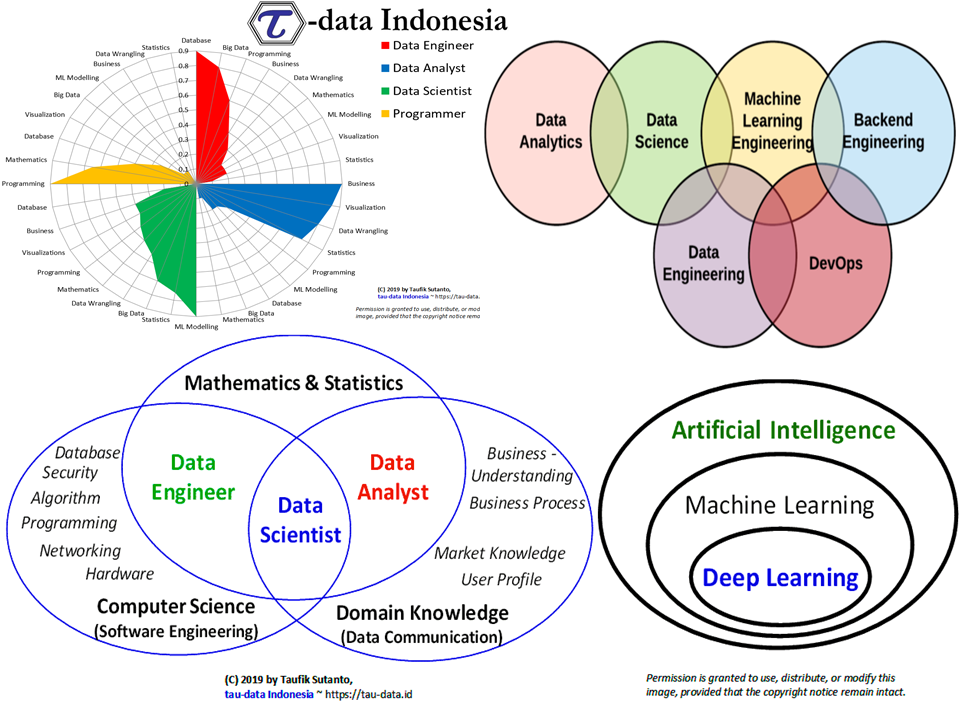 τ-data Indonesia
Data Engineer
Data Analyst
Data Scientist
Programmer
Database
Big Data
Programming
Business
Data Wrangling
Mathematics
ML Modelling
Visualization
Statistics
Business
Visualization
Data Wrangling
Statistics
Programming
ML Modelling
Database
Big Data
Mathematics
ML Modelling
Statistics
Big Data
Data Wrangling
Mathematics
Programming
Visualizations
Business
Database
Programming
Mathematics
Database
Visualization
Big Data
ML Modelling
Business
Data Wrangling
Statistics
0.9
0.8
0.7
0.6
0.5
0.4
0.3
0.2
0.1
0
(C) 2019 by Taufik Sutanto,
tau-data Indonesia ~ https://tau-data.
Permission is granted to use, distribute, or mod
image, provided that the copyright notice rema
Data
Analytics
Data
Science
Machine
Learning
Engineering
Backend
Engineering
Data
Engineering
DevOps
Mathematics & Statistics
Database
Security
Algorithm
Programming
Networking
Hardware
Data
Engineer
Data
Scientist
Data
Analyst
Business -
Understanding
Business Process
Market Knowledge
User Profile
Computer Science
(Software Engineering)
Domain Knowledge
(Data Communication)
(C) 2019 by Taufik Sutanto,
tau-data Indonesia ~ https://tau-data.id
Artificial Intelligence
Machine Learning
Deep Learning
Permission is granted to use, distribute, or modify this
image, provided that the copyright notice remain intact.